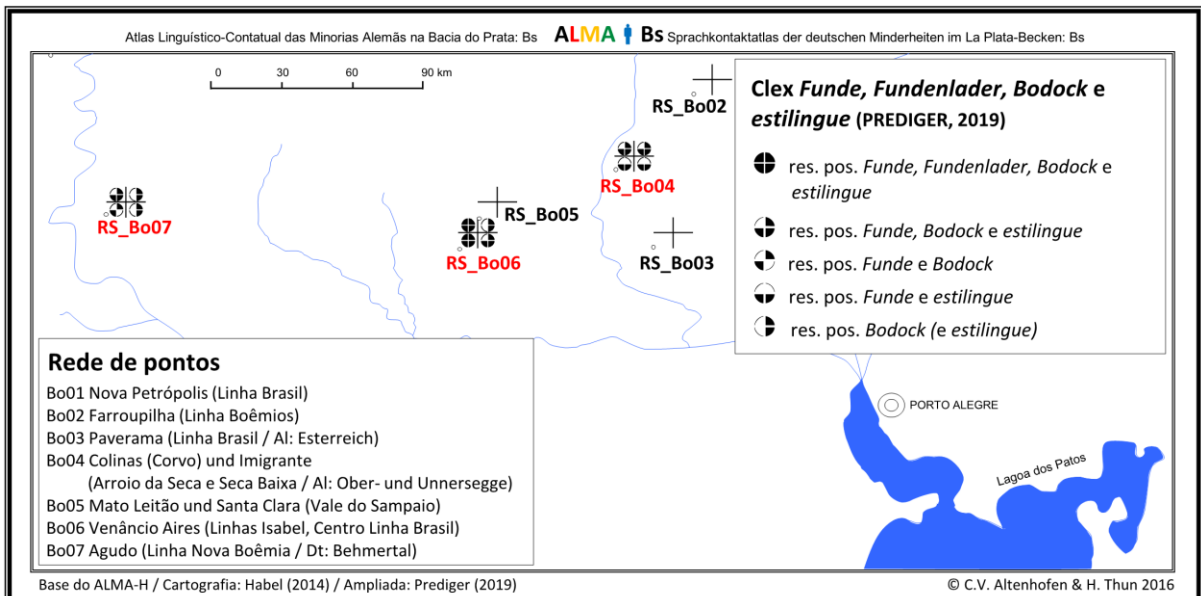 Atlas Linguístico-Contatual das Minorias Alemãs na Bacia do Prata: Bs ALMA Bs Sprachkontaktatlas der deutschen Minderheiten im La Plata-Becken: Bs
0 30 60 90 km
RS_Bo02
RS_Bo04
RS_Bo07
RS_Bo05
RS_Bo06
RS_Bo03
Clex Funde, Fundenlader, Bodock e
estilingue (PREDIGER, 2019)
res. pos. Funde, Fundenlader, Bodock e
estilingue
res. pos. Funde, Bodock e estilingue
res. pos. Funde e Bodock
res. pos. Funde e estilingue
res. pos. Bodock (e estilingue)
Rede de pontos
Bo01 Nova Petrópolis (Linha Brasil)
Bo02 Farroupilha (Linha Boêmios)
Bo03 Paverama (Linha Brasil / Al: Esterreich)
Bo04 Colinas (Corvo) und Imigrante
(Arroio da Seca e Seca Baixa / Al: Ober- und Unnersegge)
Bo05 Mato Leitão und Santa Clara (Vale do Sampaio)
Bo06 Venâncio Aires (Linhas Isabel, Centro Linha Brasil)
Bo07 Agudo (Linha Nova Boêmia / Dt: Behmertal)
PORTO ALEGRE
Lagoa dos Patos
Base do ALMA-H / Cartografia: Habel (2014) / Ampliada: Prediger (2019)
© C.V. Altenhofen & H. Thun 2016